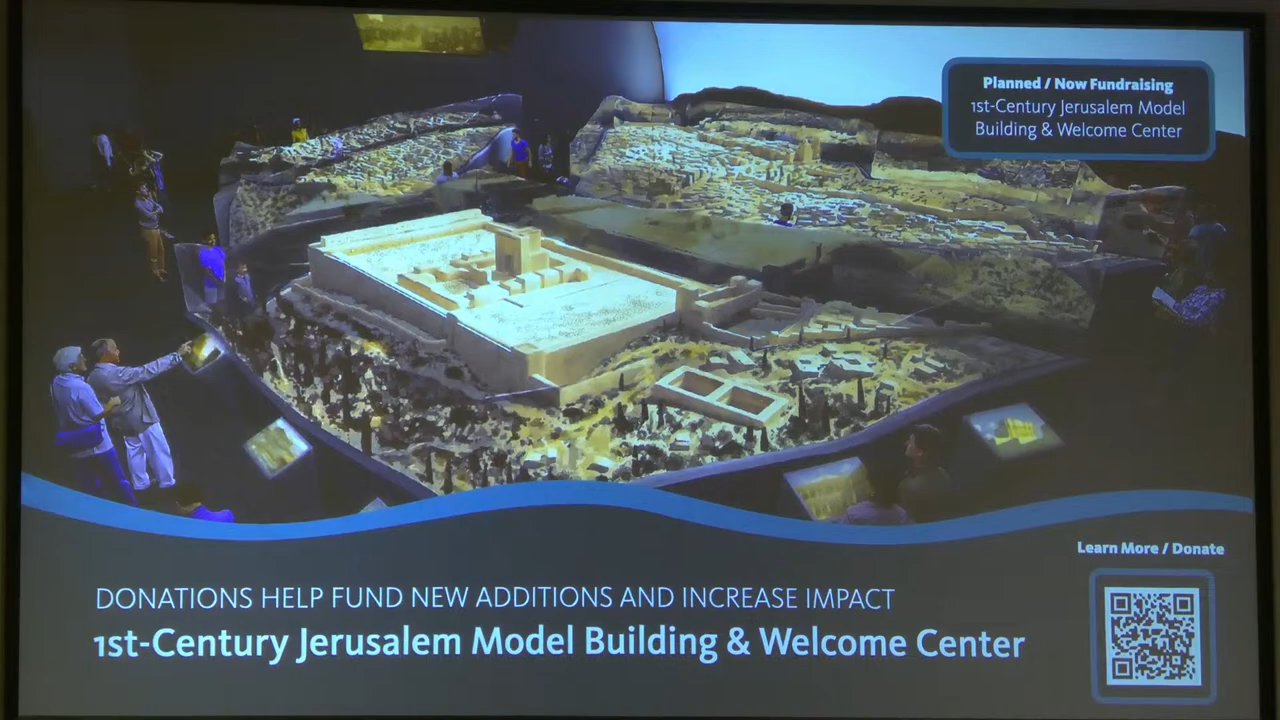 Planned / Now Fundraising
1st-Century Jerusalem Model
Building & Welcome Center
Learn More / Donate
DONATIONS HELP FUND NEW ADDITIONS AND INCREASE IMPACT
1st-Century Jerusalem Model Building & Welcome Center